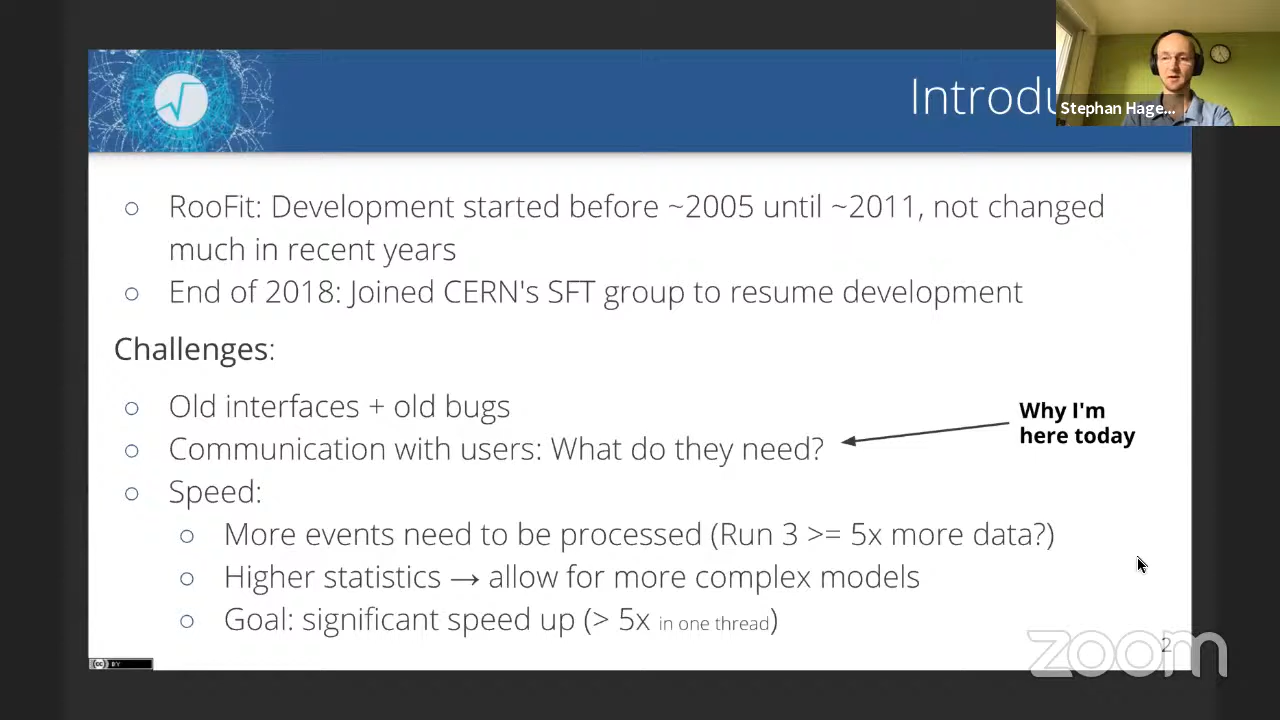 Introdu
Stephan Hage...
○ RooFit: Development started before ~2005 until ~2011, not changed
much in recent years
○ End of 2018: Joined CERN's SFT group to resume development
Challenges:
○ Old interfaces + old bugs
○ Communication with users: What do they need?
Why I'm
here today
○ Speed:
○ More events need to be processed (Run 3 >= 5x more data?)
○ Higher statistics → allow for more complex models
○ Goal: significant speed up (> 5x in one thread)
2
zoom
cc BY